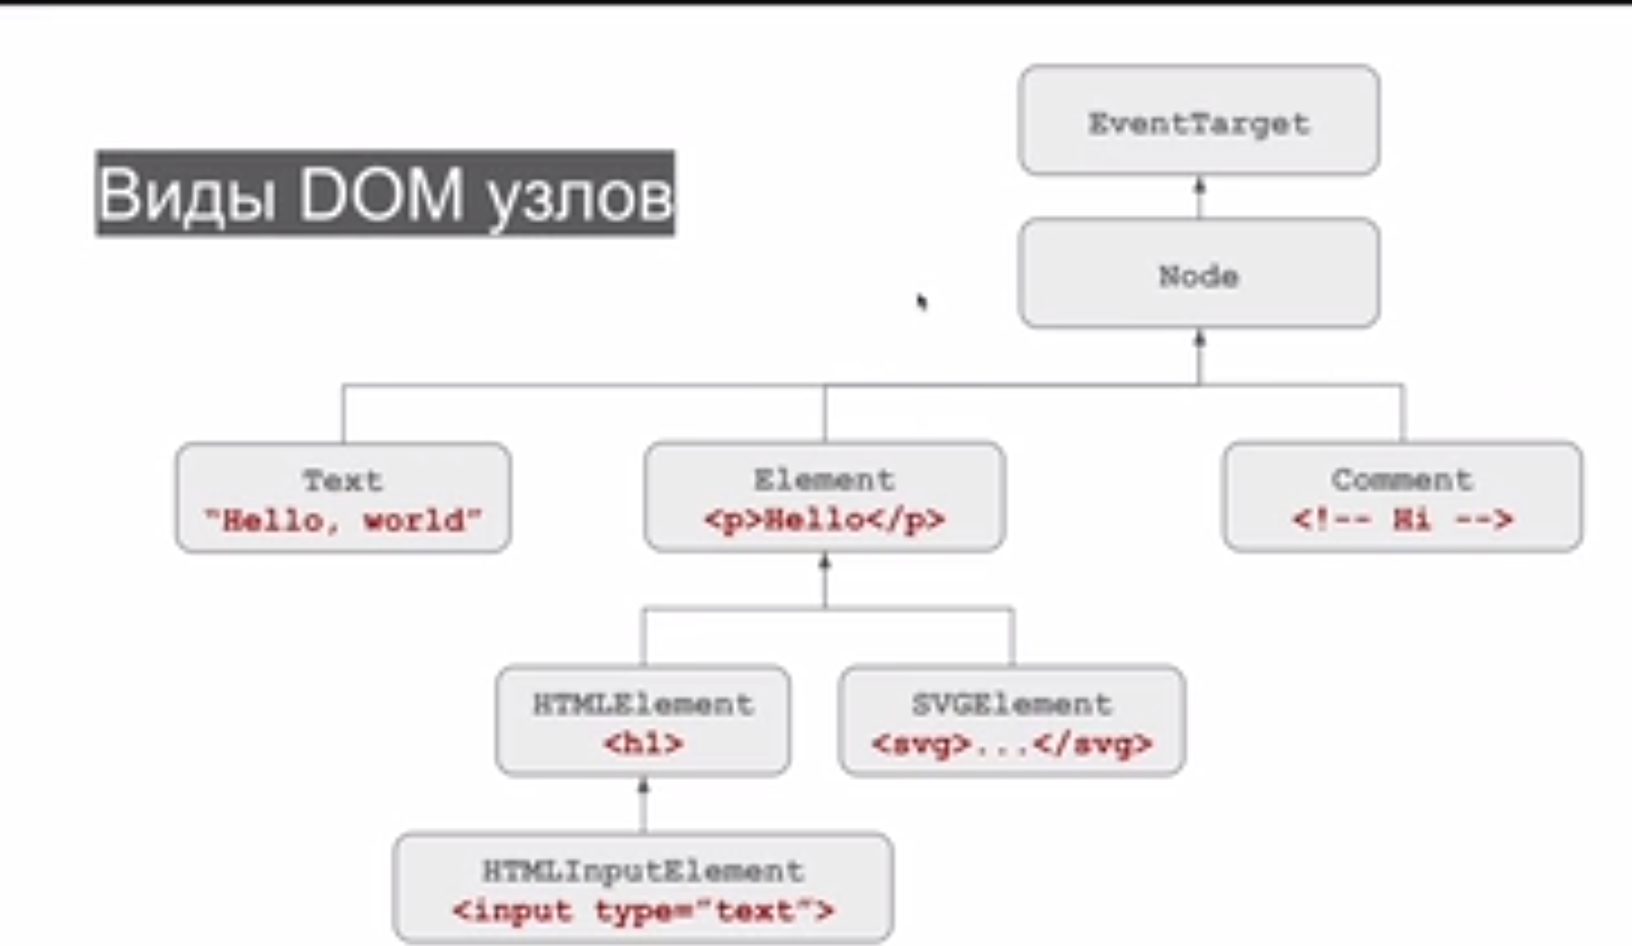 Виды DOM узлов
EventTarget
Node
Text
"Hello, world"
Element
<p>Hello</p>
Comment
<!-- Hi -->
HTMLElement
<h1>
SVGElement
<svg>...</svg>
HTMLInputElement
<input type="text">